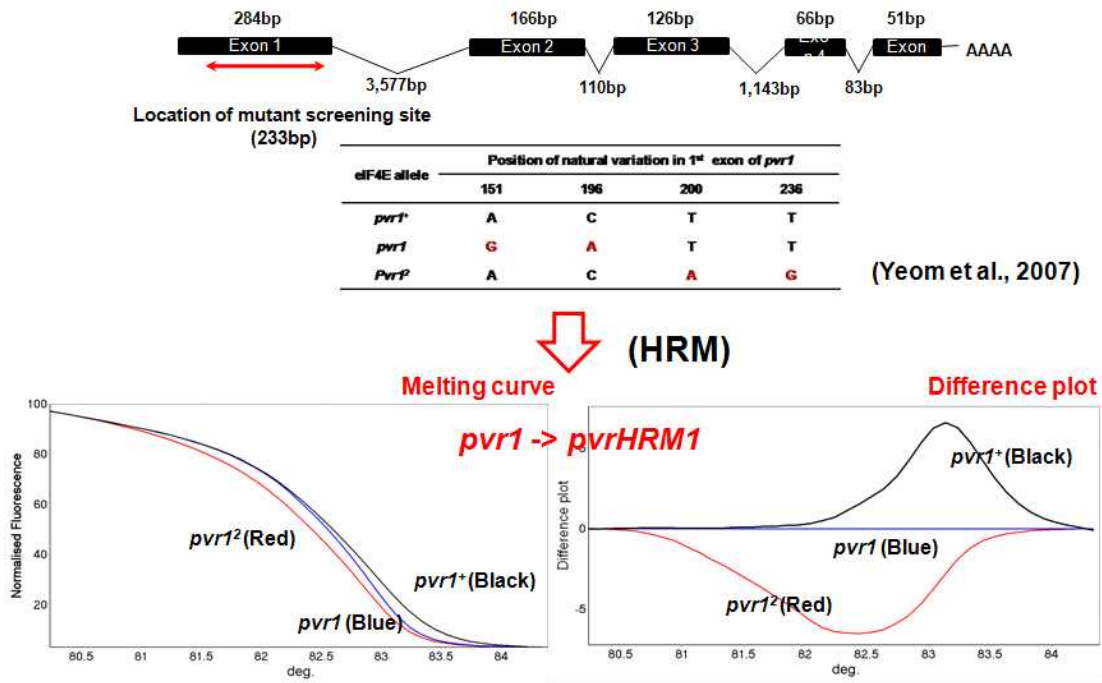 284bp 166bp 126bp 66bp 51bp
Exon 1 Exon 2 Exon 3 Exo n 4 Exon AAAA
3,577bp 110bp 1,143bp 83bp
Location of mutant screening site
(233bp)
eIF4E allele Position of natural variation in 1st exon of pvr1
151 196 200 236
pvr1+ A C T T
pvr1 G A T T
Pvr1² A C A G
(Yeom et al., 2007)
(HRM)
Melting curve
Difference plot
pvr1 -> pvrHRM1
Normalised Fluorescence
100
80
60
40
20
80.5 81 81.5 82 82.5 83 83.5 84
deg.
pvr1² (Red)
pvr1+ (Black)
pvr1 (Blue)
Difference plot
0
-5
80.5 81 81.5 82 82.5 83 83.5 84
deg.
pvr1+ (Black)
pvr1 (Blue)
pvr1² (Red)